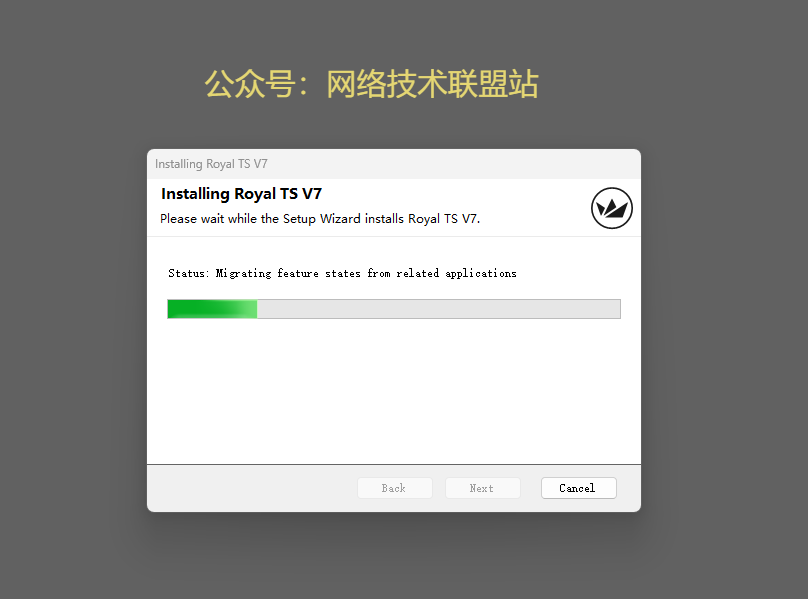 公众号：网络技术联盟站
Installing Royal TS V7
Installing Royal TS V7
Please wait while the Setup Wizard installs Royal TS V7.
Status: Migrating feature states from related applications
Back Next Cancel